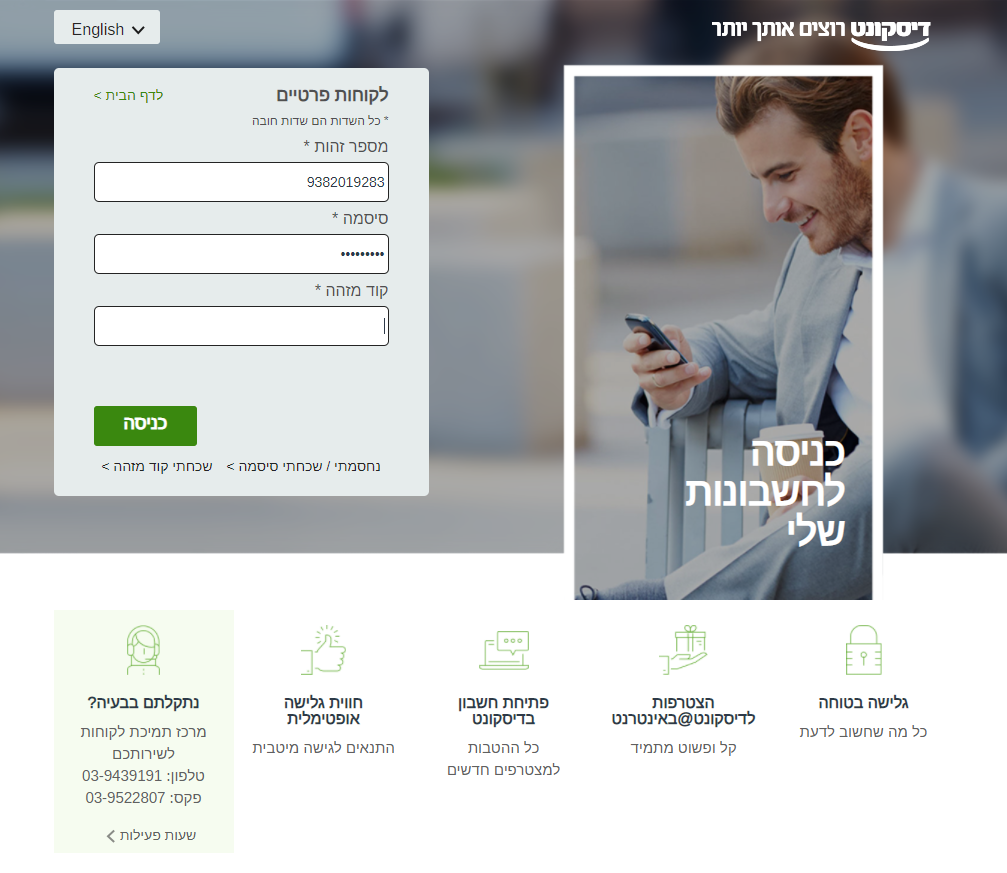 English
דיסקונט רוצים אותך יותר
לקוחות פרטיים
לדף הבית >
* כל השדות הם שדות חובה
מספר זהות *
9382019283
סיסמה *
•••••••••
קוד מזהה *
כניסה
נחסמתי / שכחתי סיסמה >
שכחתי קוד מזהה >
כניסה
לחשבונות
שלי
גלישה בטוחה
כל מה שחשוב לדעת
הצטרפות
לדיסקונט@באינטרנט
קל ופשוט מתמיד
פתיחת חשבון
בדיסקונט
כל ההטבות
למצטרפים חדשים
חווית גלישה
אופטימלית
התנאים לגישה מיטבית
נתקלתם בבעיה?
מרכז תמיכת לקוחות
לשירותכם
טלפון: 03-9439191
פקס: 03-9522807
שעות פעילות